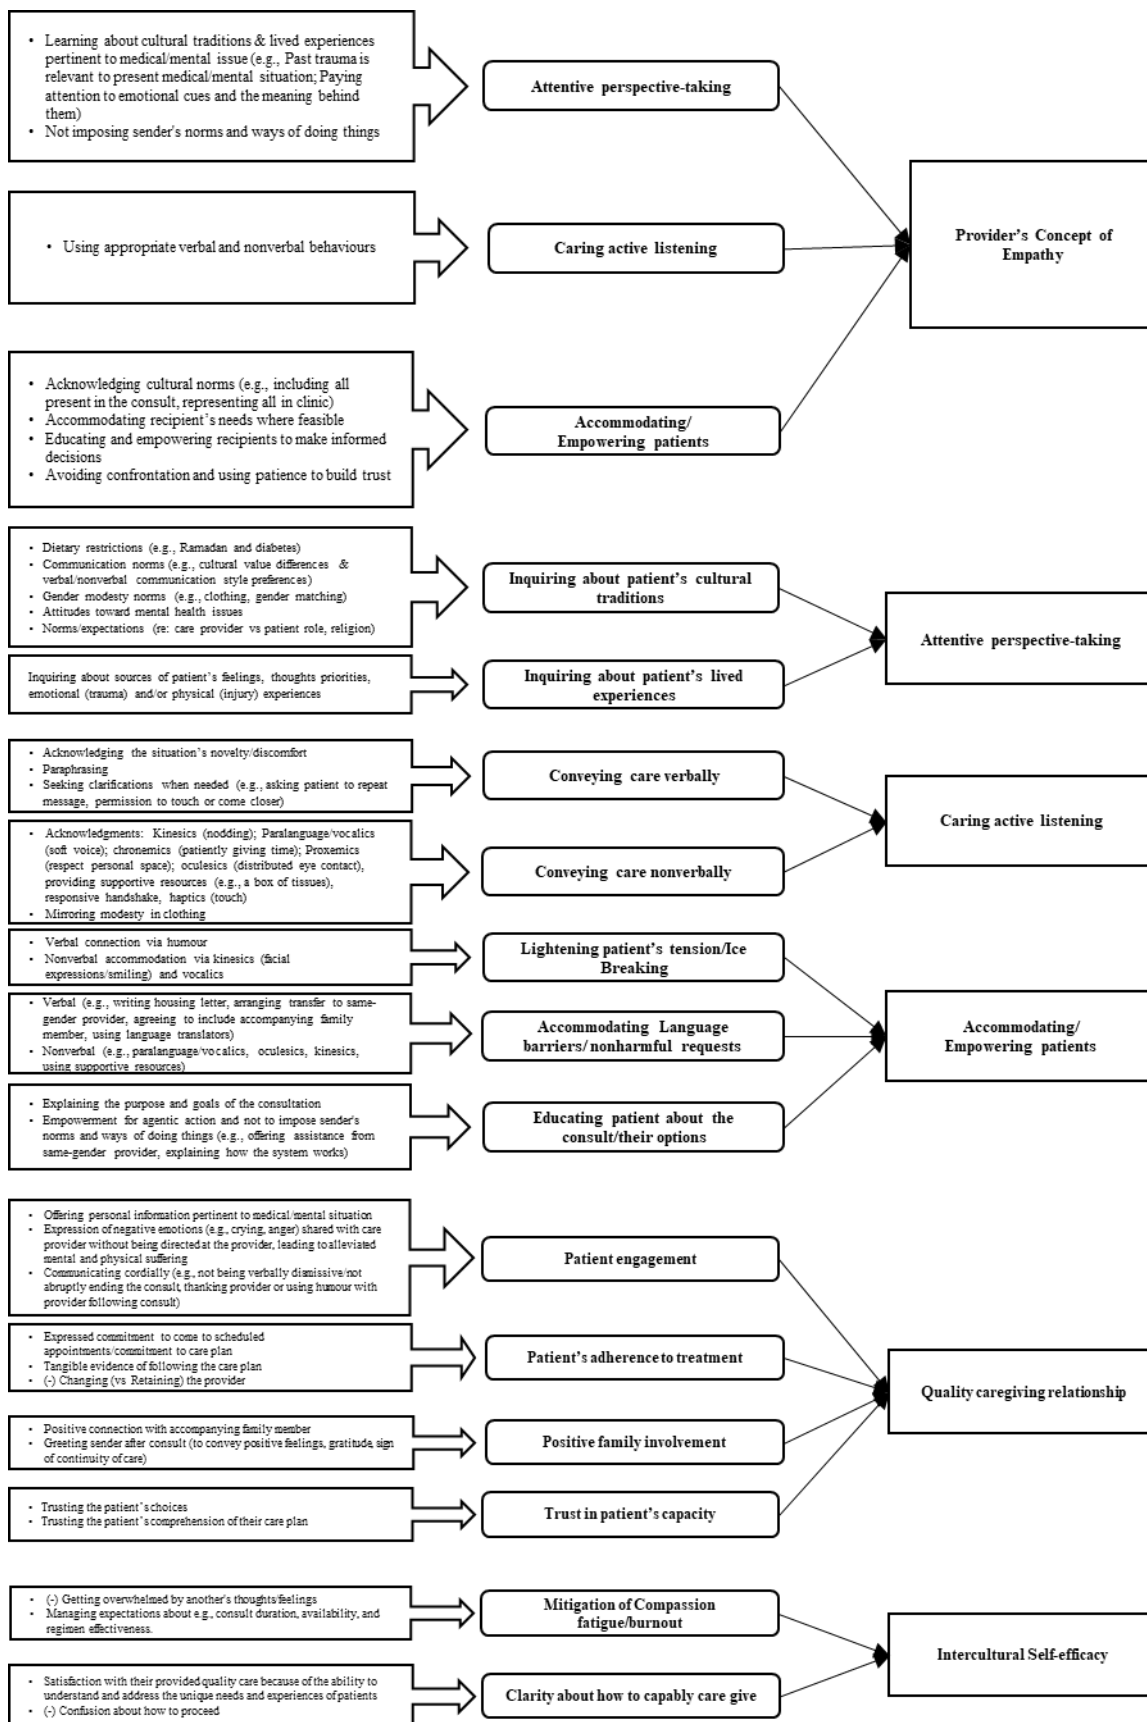 • Learning about cultural traditions & lived experiences
pertinent to medical/mental issue (e.g., Past trauma is
relevant to present medical/mental situation; Paying
attention to emotional cues and the meaning behind
them)
• Not imposing sender's norms and ways of doing things
Attentive perspective-taking
• Using appropriate verbal and nonverbal behaviours
Caring active listening
Provider's Concept of
Empathy
• Acknowledging cultural norms (e.g., including all
present in the consult, representing all in clinic)
• Accommodating recipient's needs where feasible
• Educating and empowering recipients to make informed
decisions
• Avoiding confrontation and using patience to build trust
Accommodating/
Empowering patients
• Dietary restrictions (e.g., Ramadan and diabetes)
• Communication norms (e.g., cultural value differences &
verbal/nonverbal communication style preferences)
• Gender modesty norms (e.g., clothing, gender matching)
• Attitudes toward mental health issues
• Norms/expectations (re: care provider vs patient role, religion)
Inquiring about patient's cultural
traditions
Inquiring about sources of patient's feelings, thoughts priorities,
emotional (trauma) and/or physical (injury) experiences
Inquiring about patient's lived
experiences
Attentive perspective-taking
• Acknowledging the situation's novelty/discomfort
• Paraphrasing
• Seeking clarifications when needed (e.g., asking patient to repeat
message, permission to touch or come closer)
Conveying care verbally
• Acknowledgments: Kinesics (nodding); Paralanguage/vocalics
(soft voice); chronemics (patiently giving time); Proxemics
(respect personal space); oculesics (distributed eye contact),
providing supportive resources (e.g., a box of tissues),
responsive handshake, haptics (touch)
• Mirroring modesty in clothing
Conveying care nonverbally
Caring active listening
• Verbal connection via humour
• Nonverbal accommodation via kinesics (facial
expressions/smiling) and vocalics
Lightening patient's tension/Ice
Breaking
• Verbal (e.g., writing housing letter, arranging transfer to same-
gender provider, agreeing to include accompanying family
member, using language translators)
• Nonverbal (e.g., paralanguage/vocalics, oculesics, kinesics,
using supportive resources)
Accommodating Language
barriers/nonharmful requests
• Explaining the purpose and goals of the consultation
• Empowerment for agentic action and not to impose sender's
norms and ways of doing things (e.g., offering assistance from
same-gender provider, explaining how the system works)
Educating patient about the
consult/their options
Accommodating/
Empowering patients
• Offering personal information pertinent to medical/mental situation
• Expression of negative emotions (e.g., crying, anger) shared with care
provider without being directed at the provider, leading to alleviated
mental and physical suffering
• Communicating cordially (e.g., not being verbally dismissive/not
abruptly ending the consult, thanking provider or using humour with
provider following consult)
Patient engagement
• Expressed commitment to come to scheduled
appointments/commitment to care plan
• Tangible evidence of following the care plan
• (-) Changing (vs Retaining) the provider
Patient's adherence to treatment
• Positive connection with accompanying family member
• Greeting sender after consult (to convey positive feelings, gratitude, sign
of continuity of care)
Positive family involvement
• Trusting the patient's choices
• Trusting the patient's comprehension of their care plan
Trust in patient's capacity
Quality caregiving relationship
• (-) Getting overwhelmed by another's thoughts/feelings
• Managing expectations about e.g., consult duration, availability, and
regimen effectiveness.
Mitigation of Compassion
fatigue/burnout
• Satisfaction with their provided quality care because of the ability to
understand and address the unique needs and experiences of patients
• (-) Confusion about how to proceed
Clarity about how to capably care give
Intercultural Self-efficacy